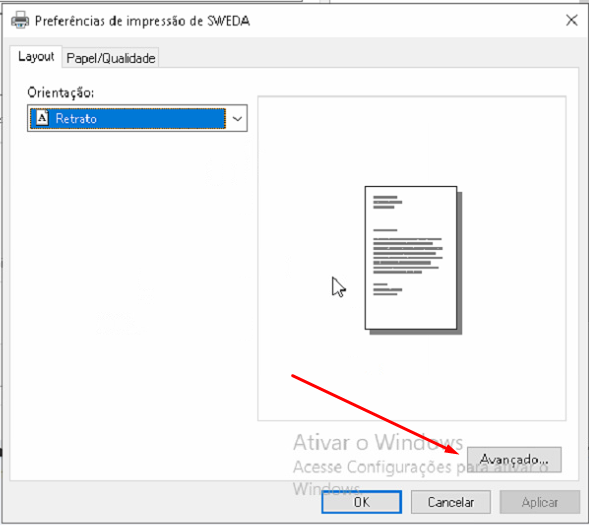 Preferências de impressão de SWEDA
Layout
Papel/Qualidade
Orientação:
Retrato
Ativar o Windows
Acesse Configurações para ativar o
Windows.
Avançado...
OK
Cancelar
Aplicar